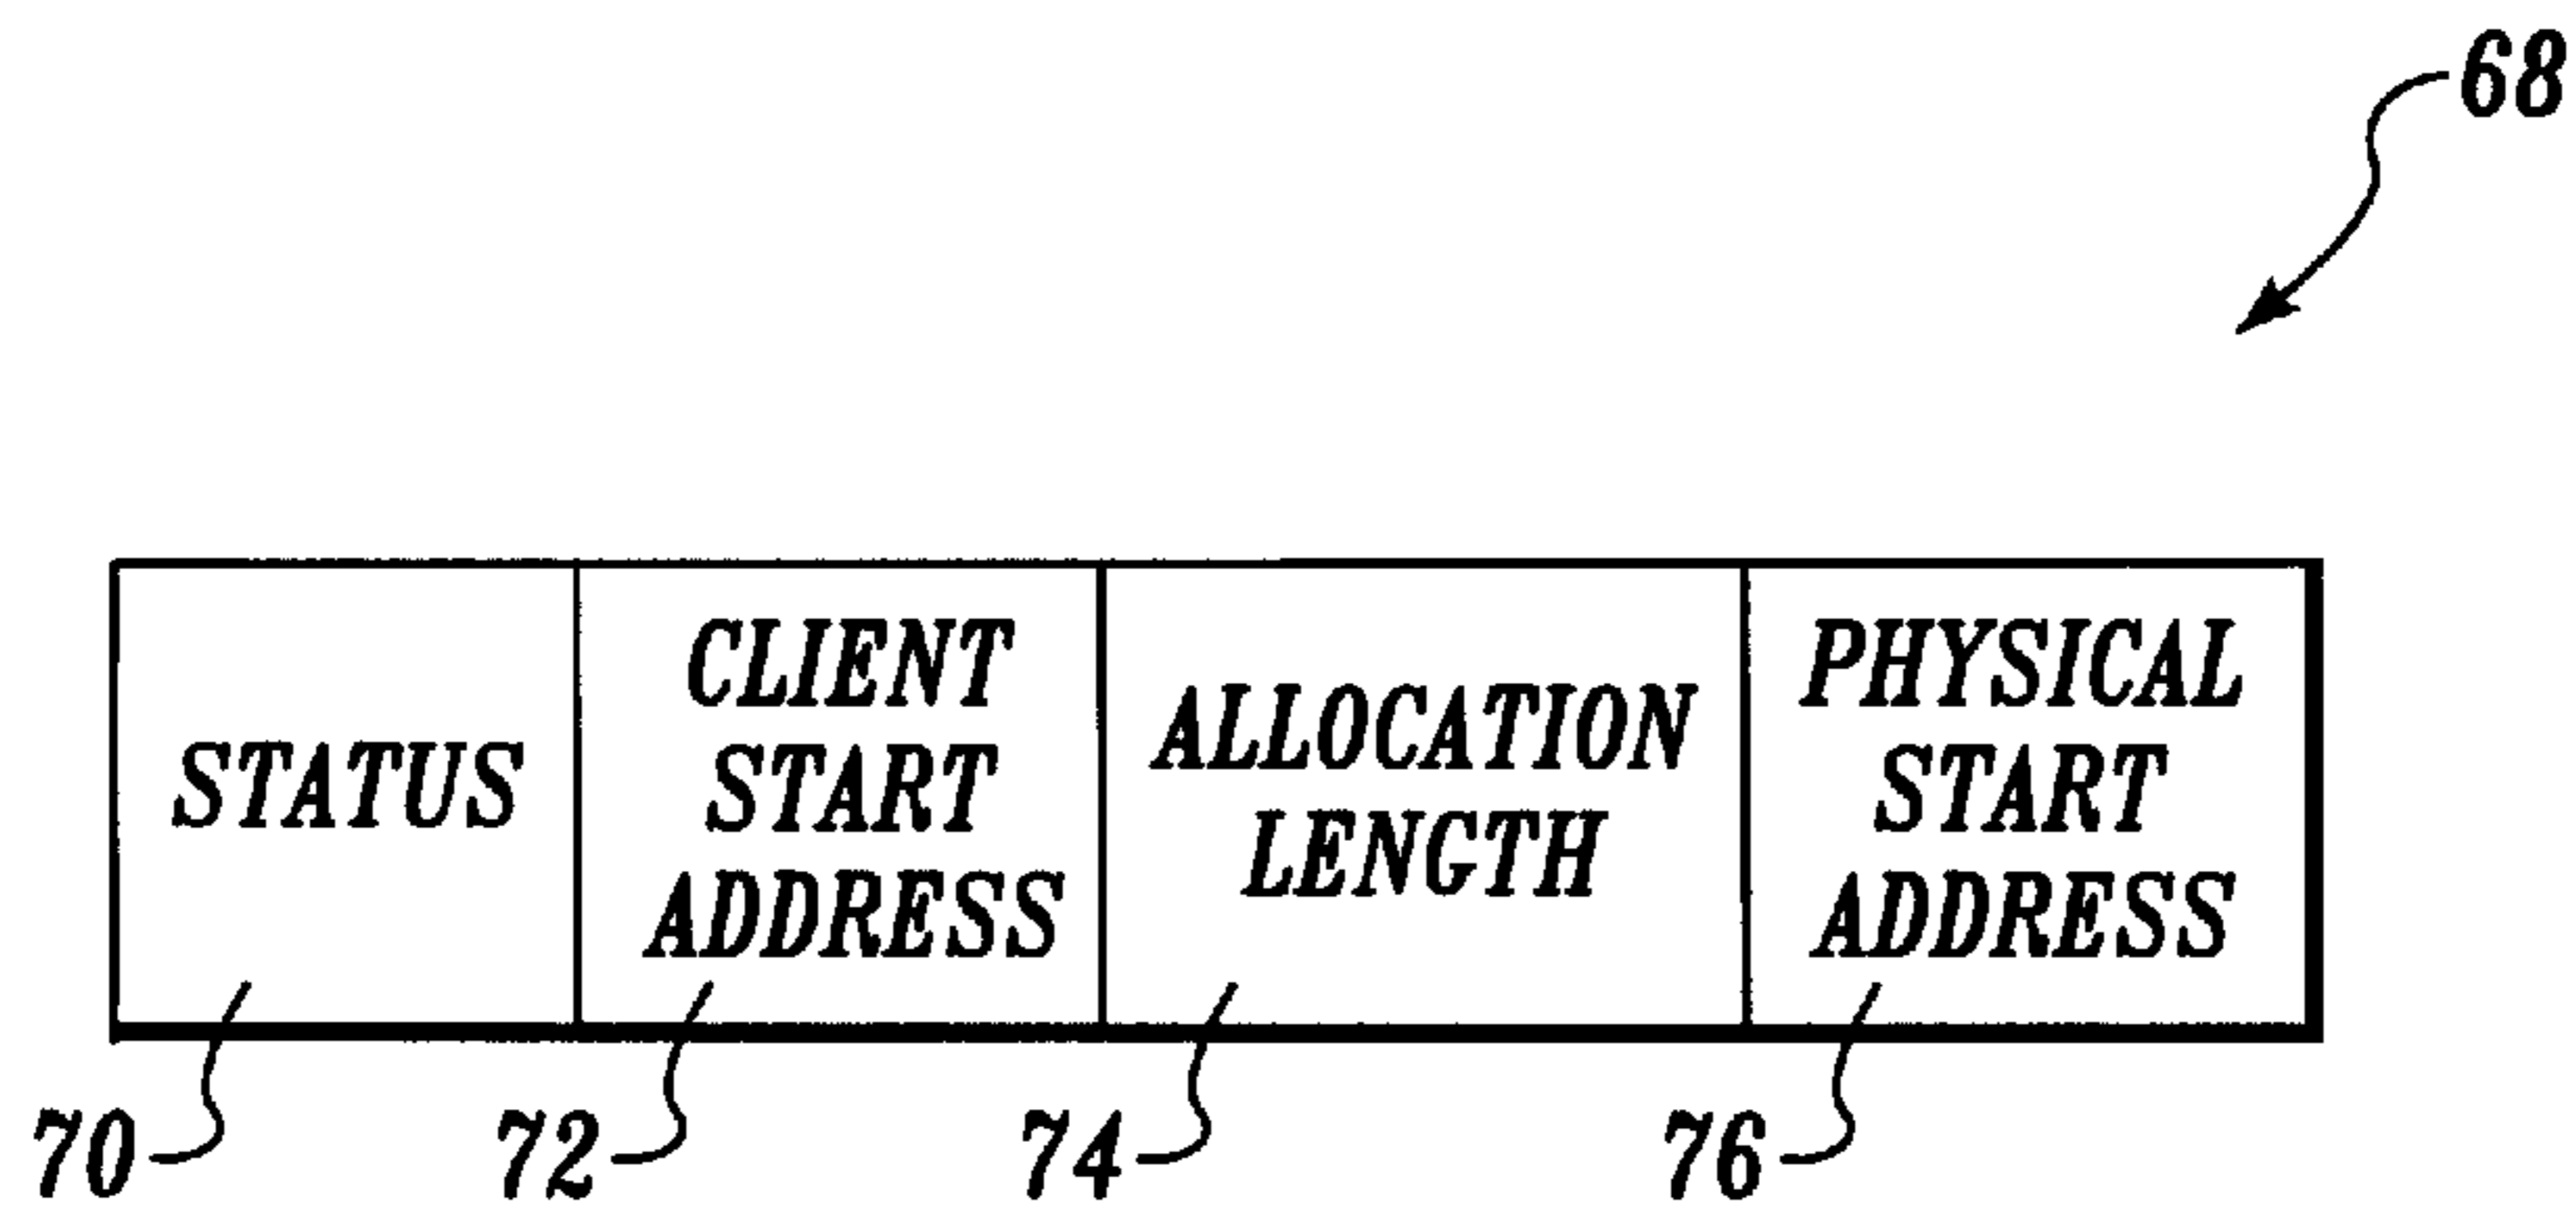 68
STATUS
CLIENT
START
ADDRESS
ALLOCATION
LENGTH
PHYSICAL
START
ADDRESS
70
72
74
76